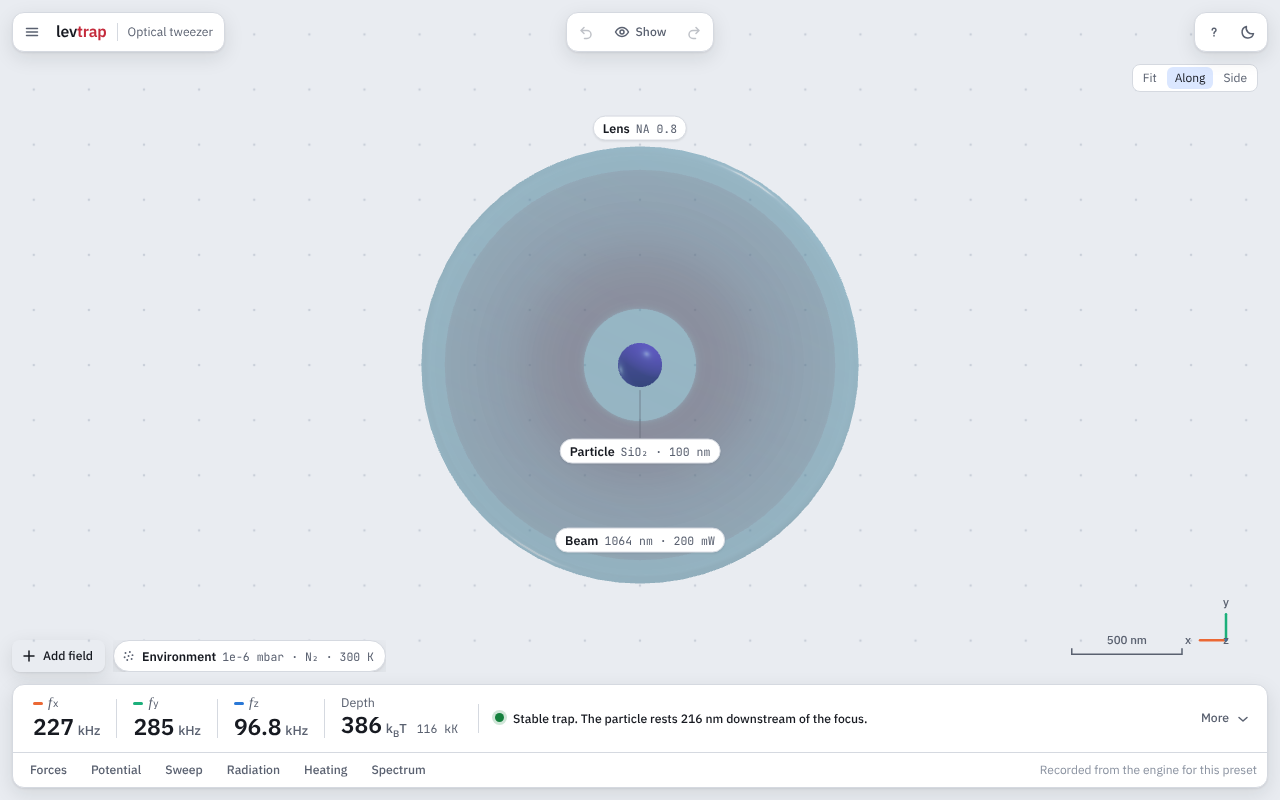 levtrap Optical tweezer
Show
?
Fit Along Side
Lens NA 0.8
Particle SiO₂ · 100 nm
Beam 1064 nm · 200 mW
y
500 nm x z
Add field
Environment 1e-6 mbar · N₂ · 300 K
fx
227 kHz
fy
285 kHz
fz
96.8 kHz
Depth
386 k_BT 116 kK
Stable trap. The particle rests 216 nm downstream of the focus.
More
Forces Potential Sweep Radiation Heating Spectrum
Recorded from the engine for this preset